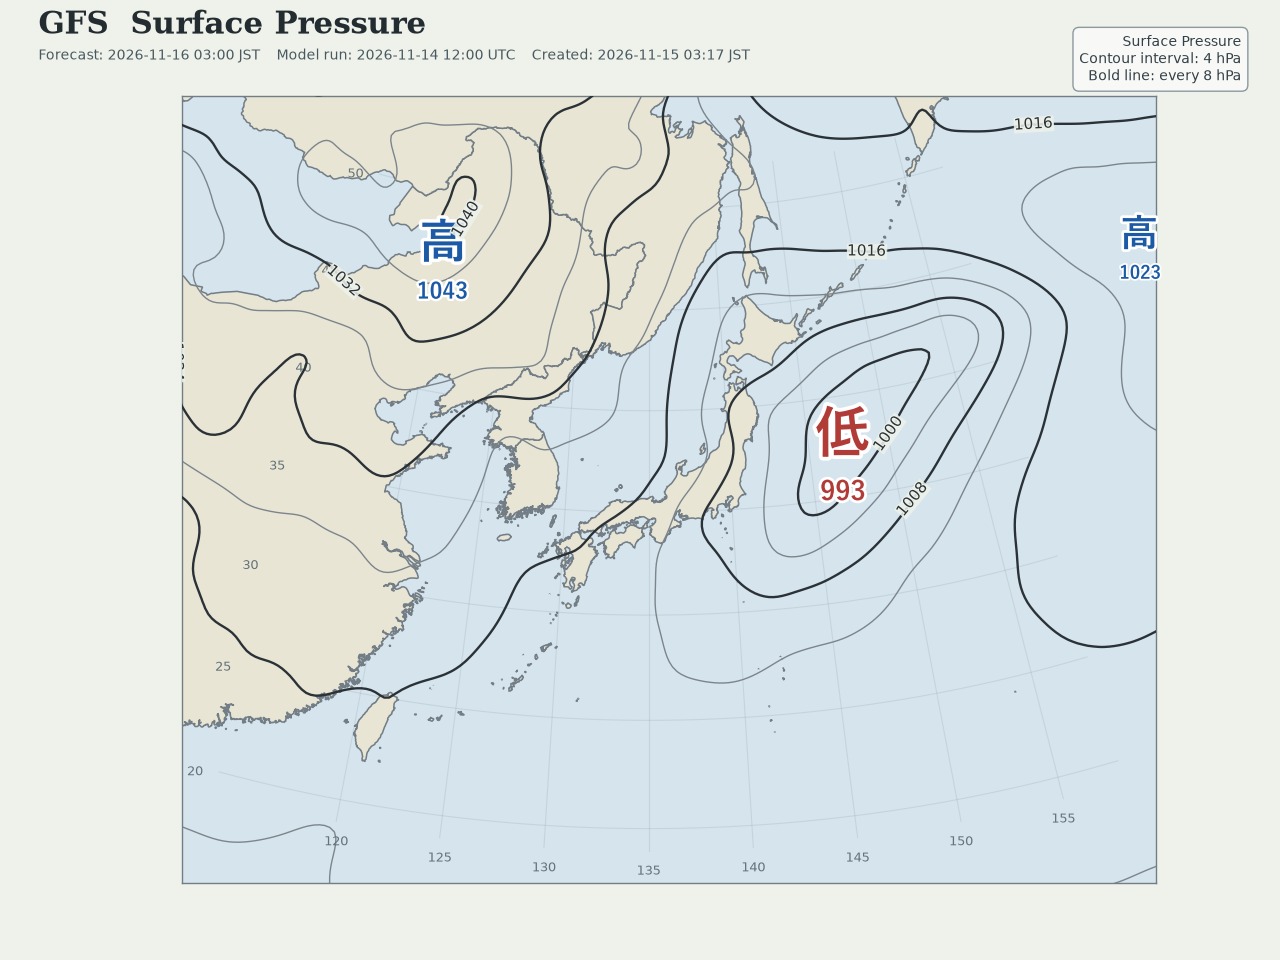 GFS Surface Pressure
Forecast: 2026-11-16 03:00 JST Model run: 2026-11-14 12:00 UTC Created: 2026-11-15 03:17 JST
Surface Pressure
Contour interval: 4 hPa
Bold line: every 8 hPa
1016
50
1040
高
1043
高
1023
1016
1032
40
低
993
1000
1008
35
30
25
20
120
125
130
135
140
145
150
155